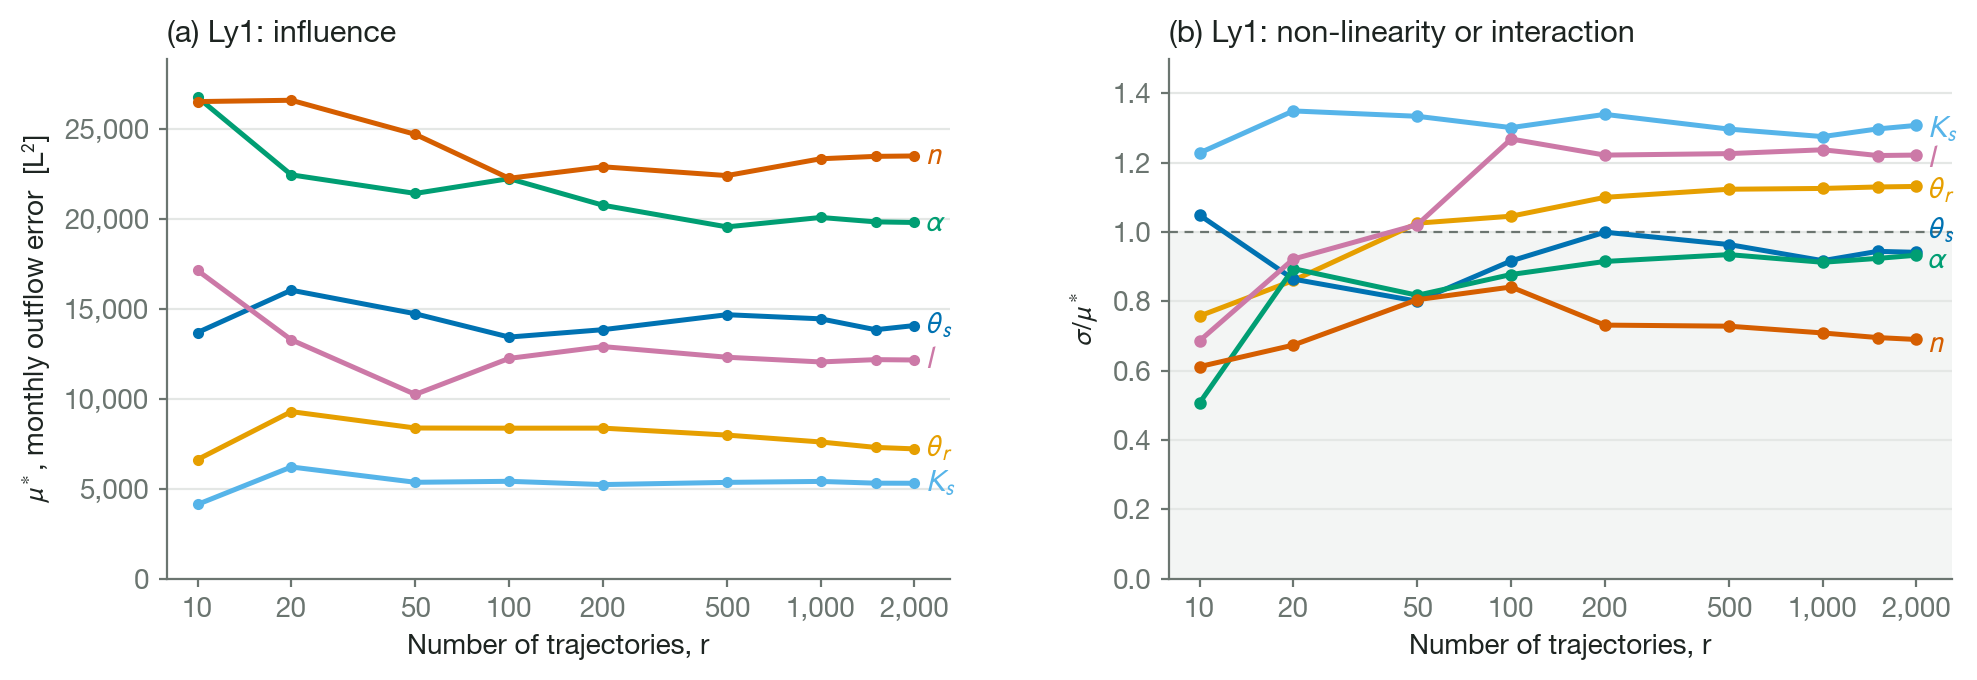 (a) Ly1: influence
μ*, monthly outflow error [L²]
25,000
20,000
15,000
10,000
5,000
0
10 20 50 100 200 500 1,000 2,000
Number of trajectories, r
n
α
θs
l
θr
Ks
(b) Ly1: non-linearity or interaction
σ/μ*
1.4
1.2
1.0
0.8
0.6
0.4
0.2
0.0
10 20 50 100 200 500 1,000 2,000
Number of trajectories, r
Ks
l
θr
θs
α
n